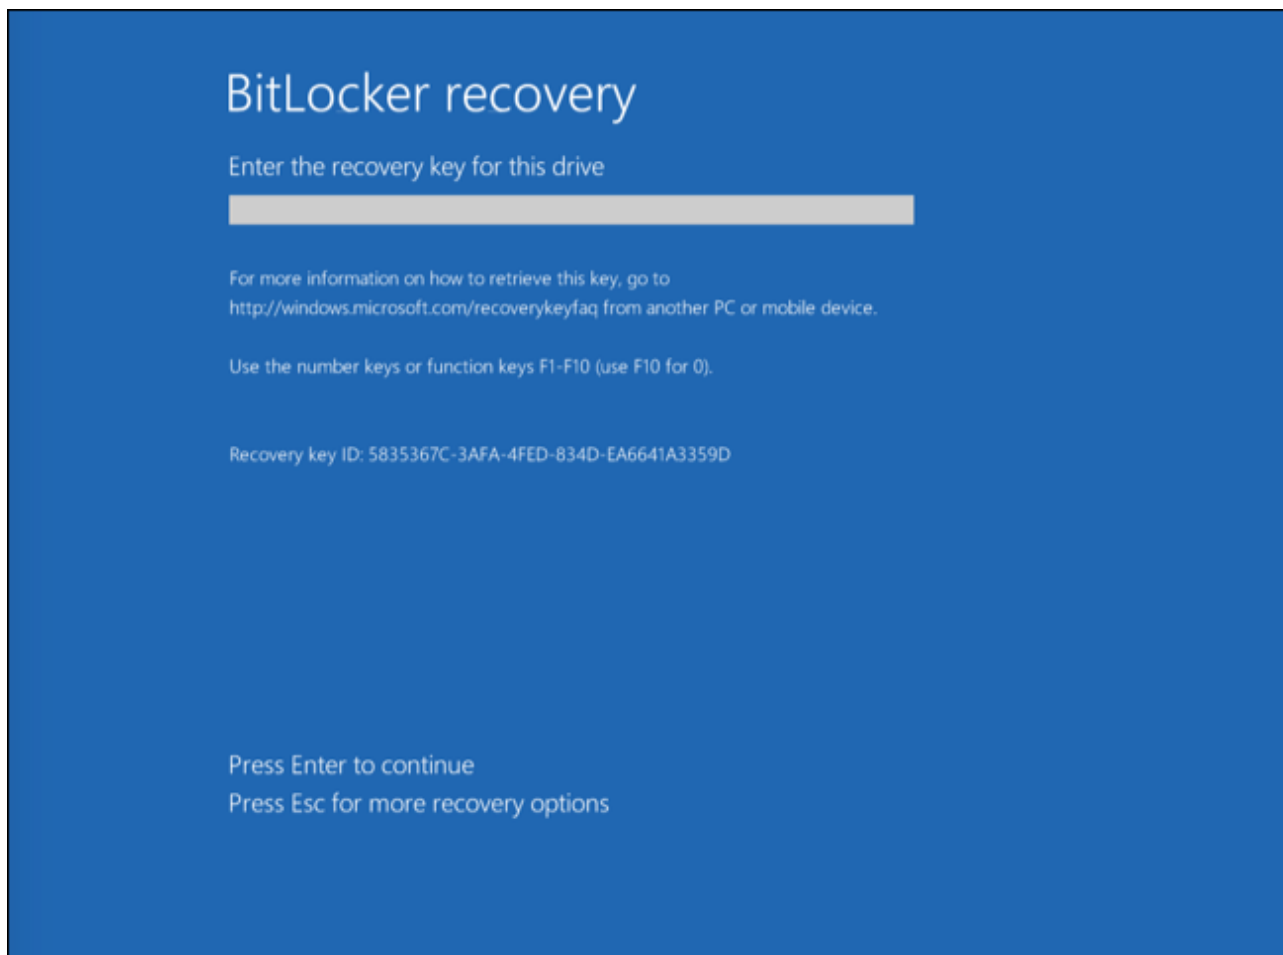 BitLocker recovery
Enter the recovery key for this drive
For more information on how to retrieve this key, go to
http://windows.microsoft.com/recoverykeyfaq from another PC or mobile device.
Use the number keys or function keys F1-F10 (use F10 for 0).
Recovery key ID: 5835367C-3AFA-4FED-834D-EA6641A3359D
Press Enter to continue
Press Esc for more recovery options